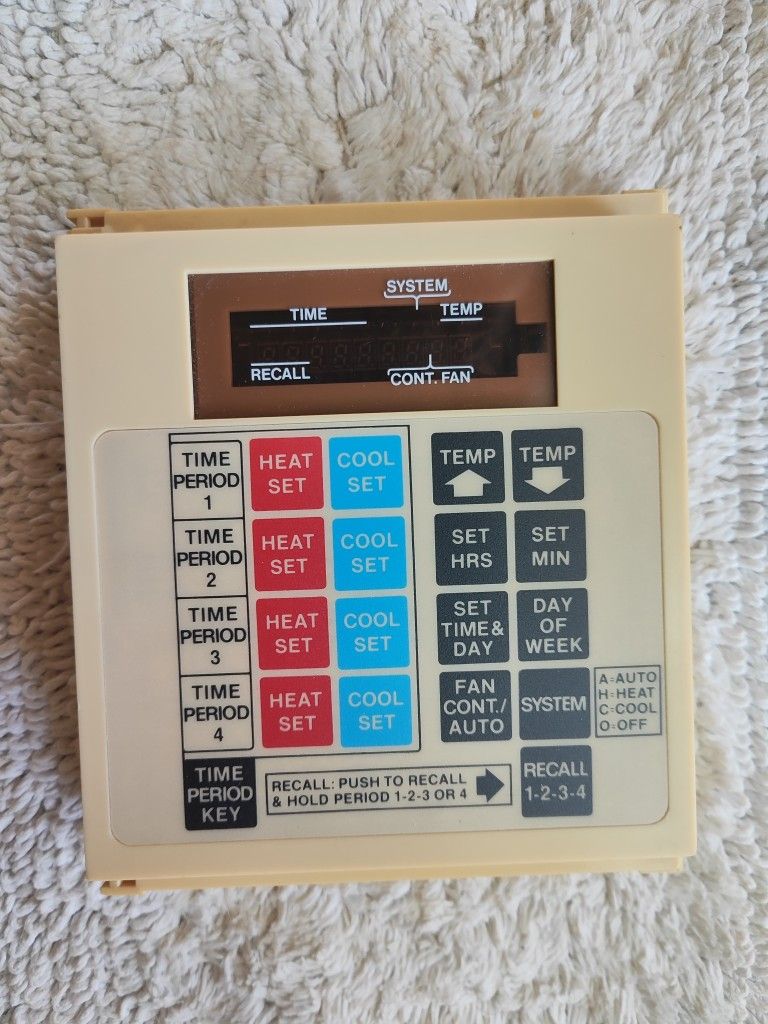 SYSTEM
TIME
TEMP
RECALL
CONT. FAN
TIME
PERIOD
1
HEAT
SET
COOL
SET
TEMP
TEMP
TIME
PERIOD
2
HEAT
SET
COOL
SET
SET
HRS
SET
MIN
TIME
PERIOD
3
HEAT
SET
COOL
SET
SET
TIME&
DAY
DAY
OF
WEEK
TIME
PERIOD
4
HEAT
SET
COOL
SET
FAN
CONT./
AUTO
SYSTEM
A=AUTO
H=HEAT
C=COOL
O=OFF
TIME
PERIOD
KEY
RECALL: PUSH TO RECALL
& HOLD PERIOD 1-2-3 OR 4
RECALL
1-2-3-4